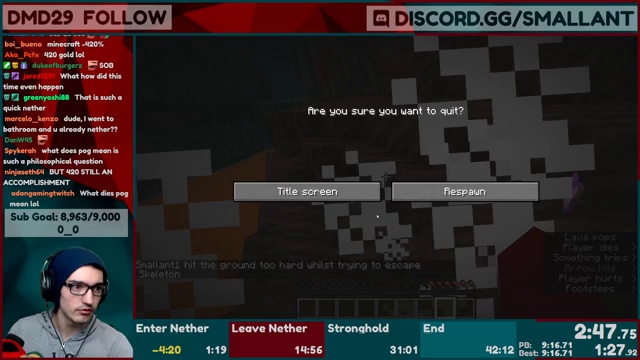 DMD29 FOLLOW
DISCORD.GG/SMALLANT
boi_bueno minecraft -420%
Aka_Pcfx 420 gold lol
dukeofburgerz SOB
jared1231 What how did this
time even happen
greenyoshi88 That is such a
quick nether
marcelo_kenzo dude, I went to
bathroom and u already nether??
DanW45
Spykerah what does pog mean is
such a philosophical question
ninjaseth64 BUT 420 STILL AN
ACCOMPLISHMENT
adangamingtwitch What dies pog
mean lol
Sub Goal: 8,963/9,000
0_0
Are you sure you want to quit?
Title screen
Respawn
Smallant1 hit the ground too hard whilst trying to escape
Skeleton
Lava pops
Player dies
Something trips >
Arrow hits
Player hurts
Footsteps
Enter Nether
-4:20 1:19
Leave Nether
14:56
Stronghold
31:01
End
42:12
2:47.75
PB: 9:16.71
Best: 9:16.71
1:27.92